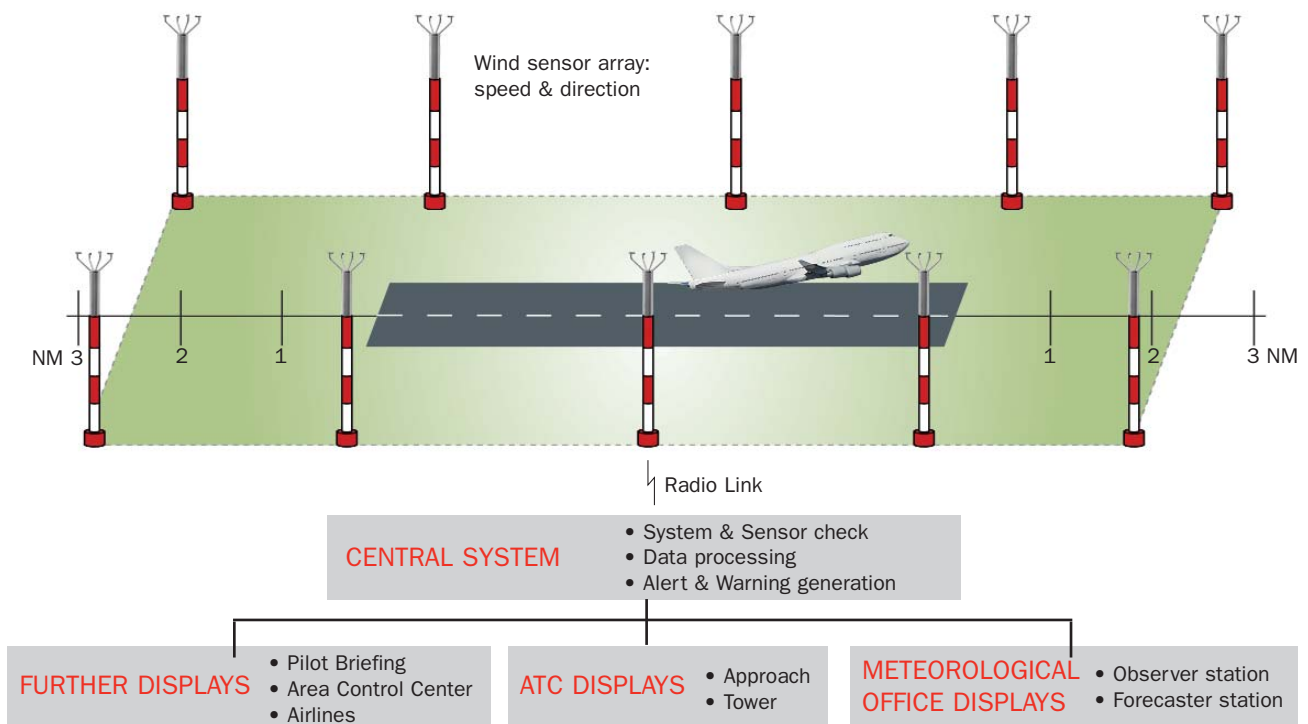 Wind sensor array:
speed & direction
NM 3
2
1
1
2
3 NM
Radio Link
CENTRAL SYSTEM
• System & Sensor check
• Data processing
• Alert & Warning generation
FURTHER DISPLAYS
• Pilot Briefing
• Area Control Center
• Airlines
ATC DISPLAYS
• Approach
• Tower
METEOROLOGICAL
OFFICE DISPLAYS
• Observer station
• Forecaster station